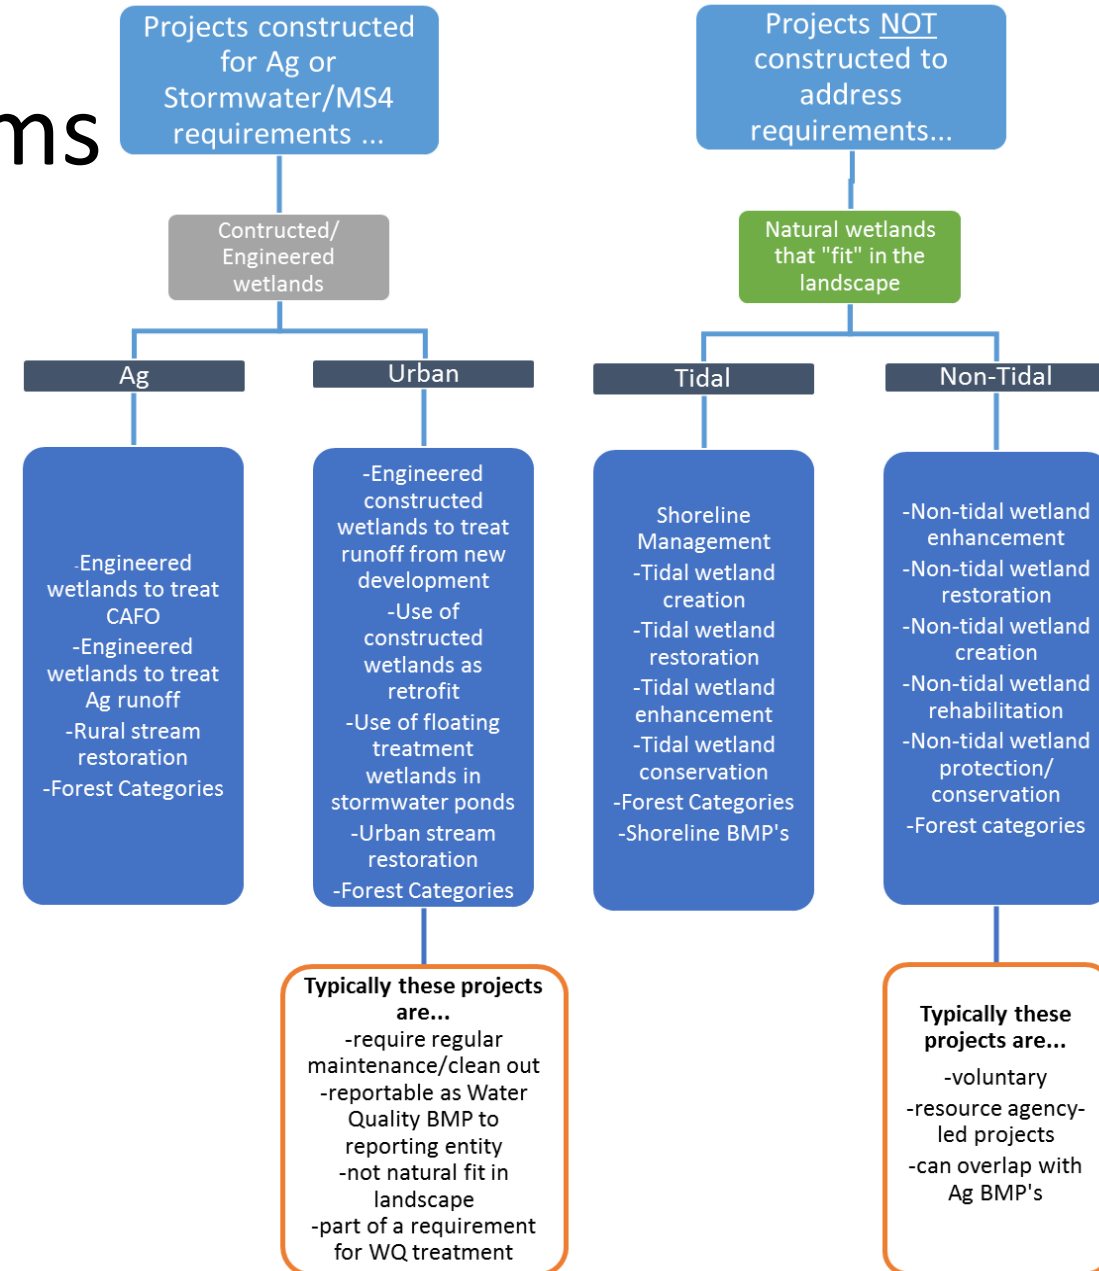 ms
Projects constructed
for Ag or
Stormwater/MS4
requirements ...
Contructed/
Engineered
wetlands
Ag
-Engineered
wetlands to treat
CAFO
-Engineered
wetlands to treat
Ag runoff
-Rural stream
restoration
-Forest Categories
Urban
-Engineered
constructed
wetlands to treat
runoff from new
development
-Use of
constructed
wetlands as
retrofit
-Use of floating
treatment
wetlands in
stormwater ponds
-Urban stream
restoration
-Forest Categories
Typically these projects
are...
-require regular
maintenance/clean out
-reportable as Water
Quality BMP to
reporting entity
-not natural fit in
landscape
-part of a requirement
for WQ treatment
Projects NOT
constructed to
address
requirements...
Natural wetlands
that "fit" in the
landscape
Tidal
Shoreline
Management
-Tidal wetland
creation
-Tidal wetland
restoration
-Tidal wetland
enhancement
-Tidal wetland
conservation
-Forest Categories
-Shoreline BMP's
Non-Tidal
-Non-tidal wetland
enhancement
-Non-tidal wetland
restoration
-Non-tidal wetland
creation
-Non-tidal wetland
rehabilitation
-Non-tidal wetland
protection/
conservation
-Forest categories
Typically these
projects are...
-voluntary
-resource agency-
led projects
-can overlap with
Ag BMP's